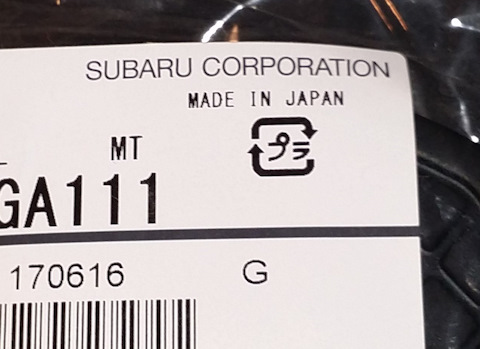 SUBARU CORPORATION
MADE IN JAPAN
プラ
MT
GA111
170616 G